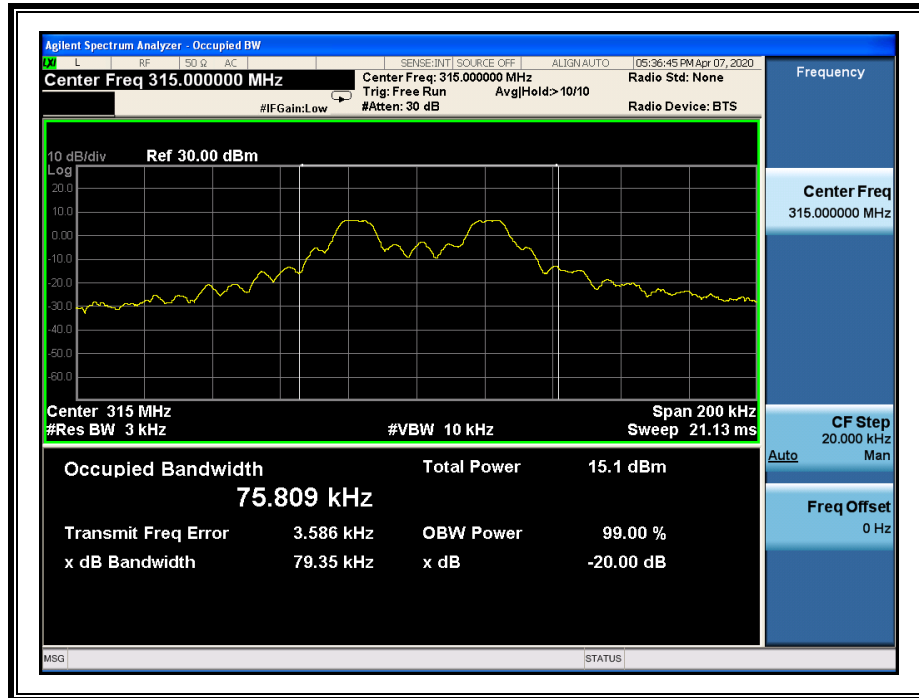 Agilent Spectrum Analyzer - Occupied BW
LXI L RF 50 Ω AC SENSE:INT SOURCE OFF ALIGN AUTO 05:36:45 PM Apr 07, 2020
Center Freq 315.000000 MHz
Center Freq: 315.000000 MHz
Radio Std: None
Trig: Free Run Avg|Hold:>10/10
#IFGain:Low
#Atten: 30 dB
Radio Device: BTS
10 dB/div Ref 30.00 dBm
Log
20.0
10.0
0.00
-10.0
-20.0
-30.0
-40.0
-50.0
-60.0
Center 315 MHz
Span 200 kHz
#Res BW 3 kHz
#VBW 10 kHz
Sweep 21.13 ms
Occupied Bandwidth
75.809 kHz
Total Power 15.1 dBm
Transmit Freq Error 3.586 kHz
OBW Power 99.00 %
x dB Bandwidth 79.35 kHz
x dB -20.00 dB
Frequency
Center Freq
315.000000 MHz
CF Step
20.000 kHz
Auto Man
Freq Offset
0 Hz
MSG
STATUS